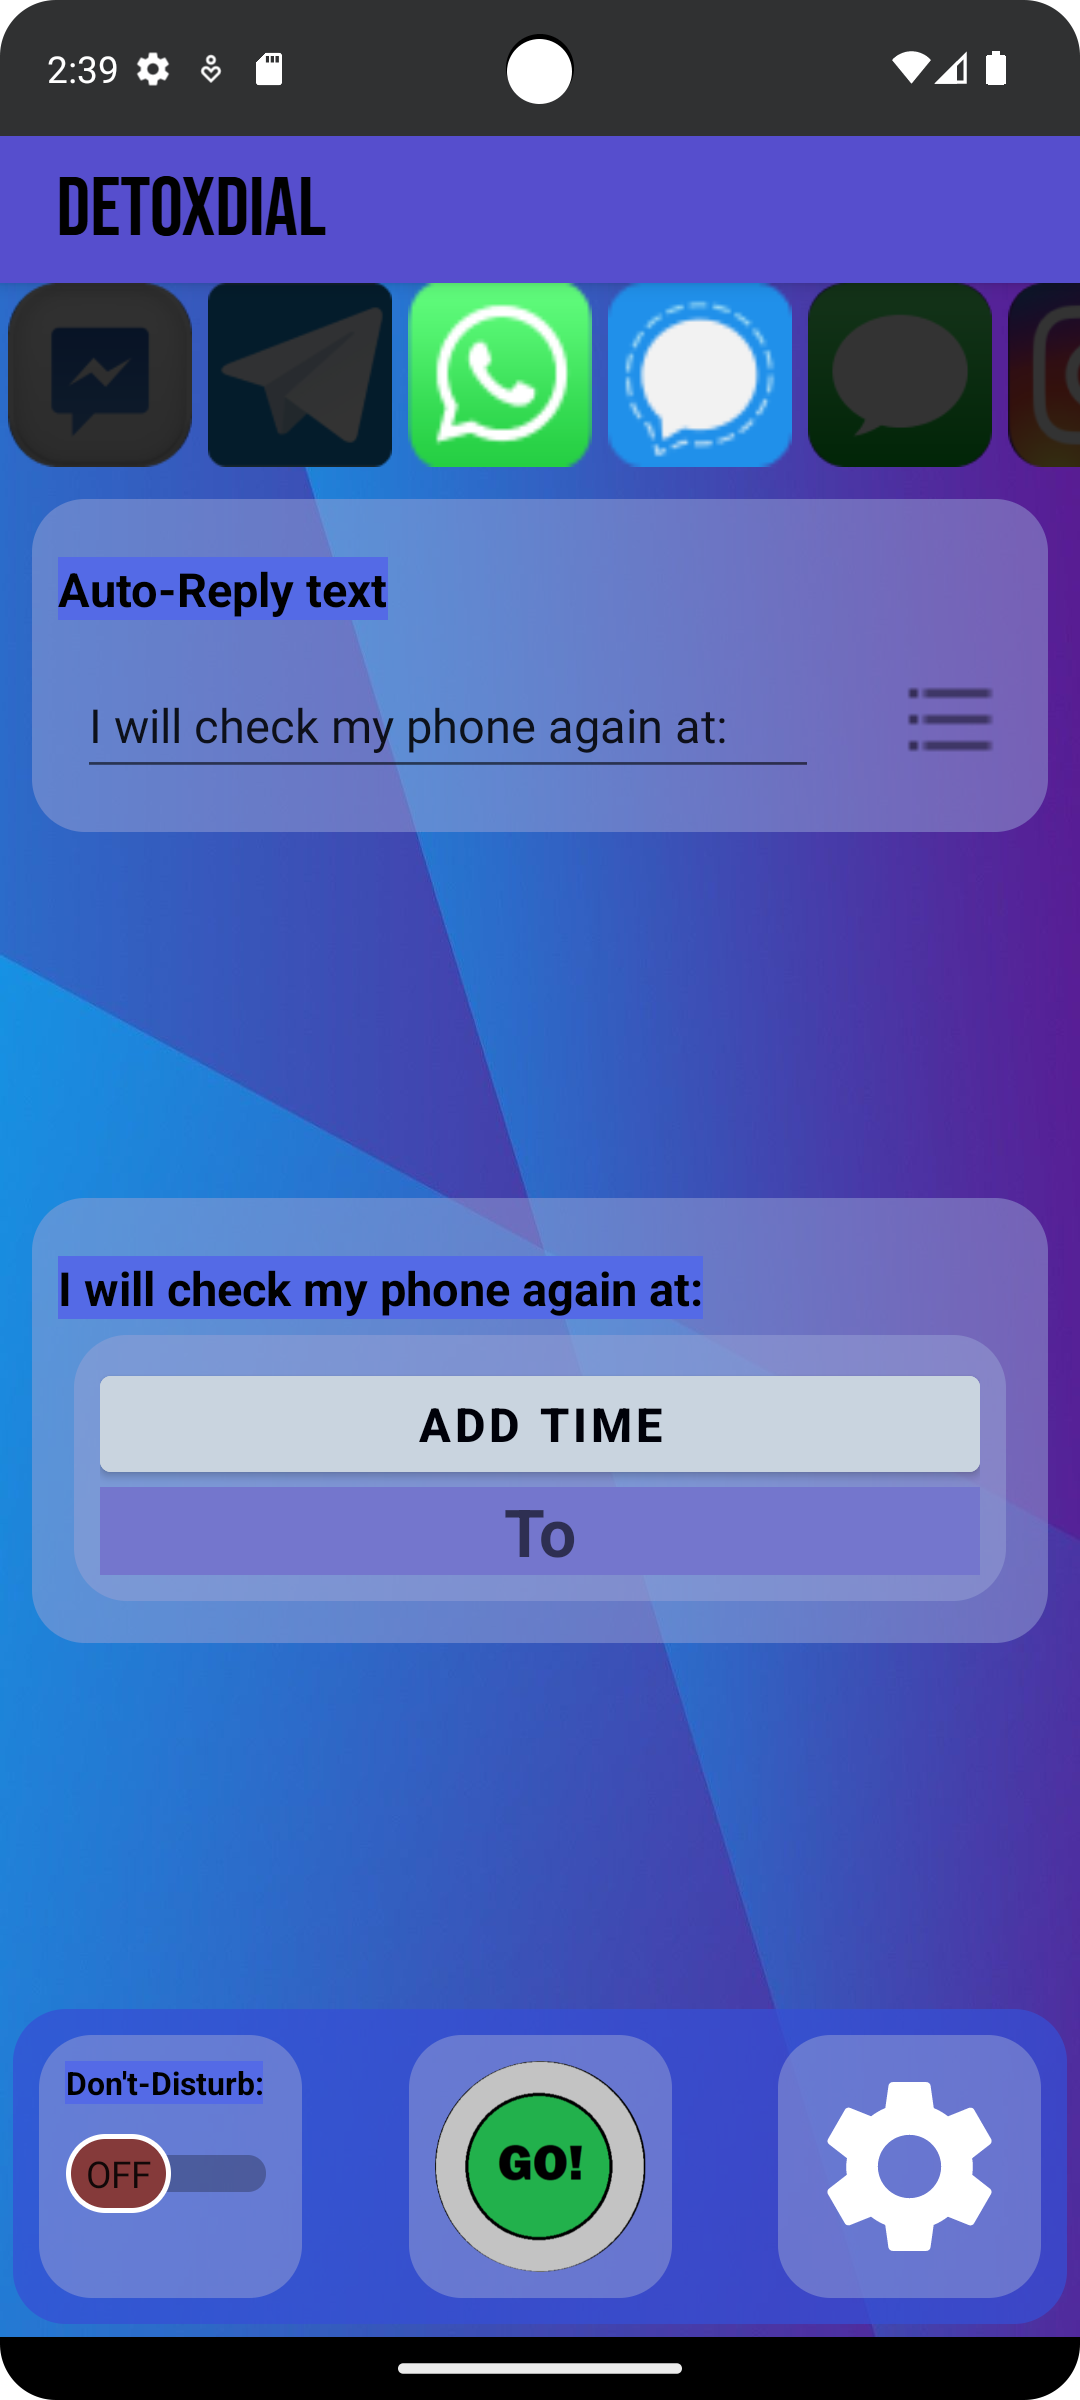 2:39
DETOXDIAL
Auto-Reply text
I will check my phone again at:
I will check my phone again at:
ADD TIME
To
Don't-Disturb:
OFF
GO!